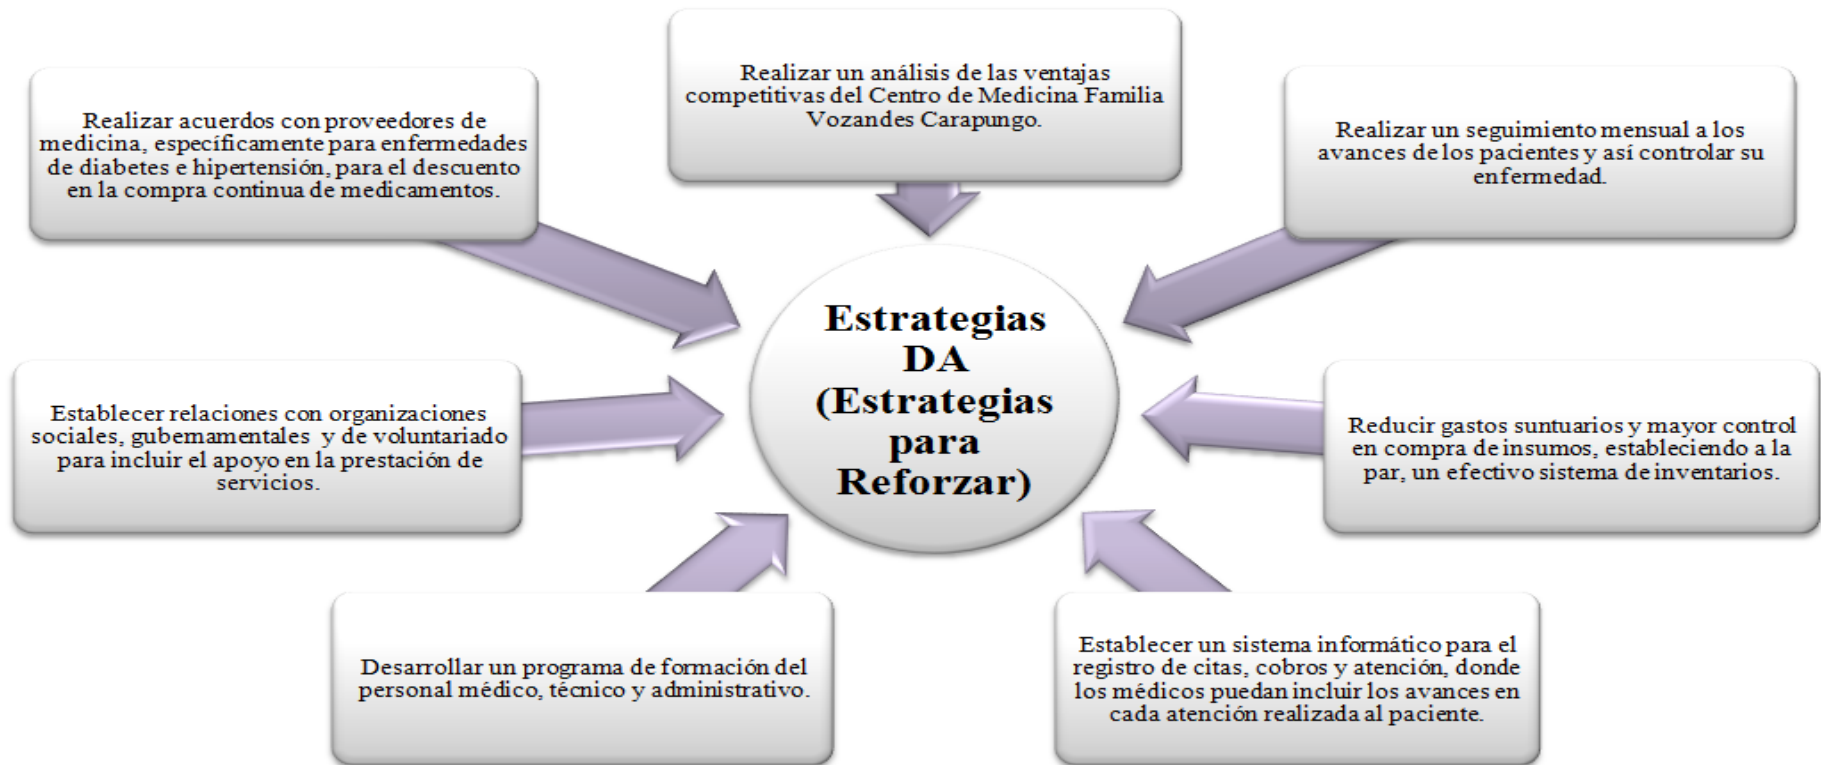 Realizar un análisis de las ventajas
competitivas del Centro de Medicina Familia
Vozandes Carapungo.
Realizar acuerdos con proveedores de
medicina, específicamente para enfermedades
de diabetes e hipertensión, para el descuento
en la compra continua de medicamentos.
Realizar un seguimiento mensual a los
avances de los pacientes y así controlar su
enfermedad.
Estrategias
DA
(Estrategias
para
Reforzar)
Establecer relaciones con organizaciones
sociales, gubernamentales y de voluntariado
para incluir el apoyo en la prestación de
servicios.
Reducir gastos suntuarios y mayor control
en compra de insumos, estableciendo a la
par, un efectivo sistema de inventarios.
Desarrollar un programa de formación del
personal médico, técnico y administrativo.
Establecer un sistema informático para el
registro de citas, cobros y atención, donde
los médicos puedan incluir los avances en
cada atención realizada al paciente.